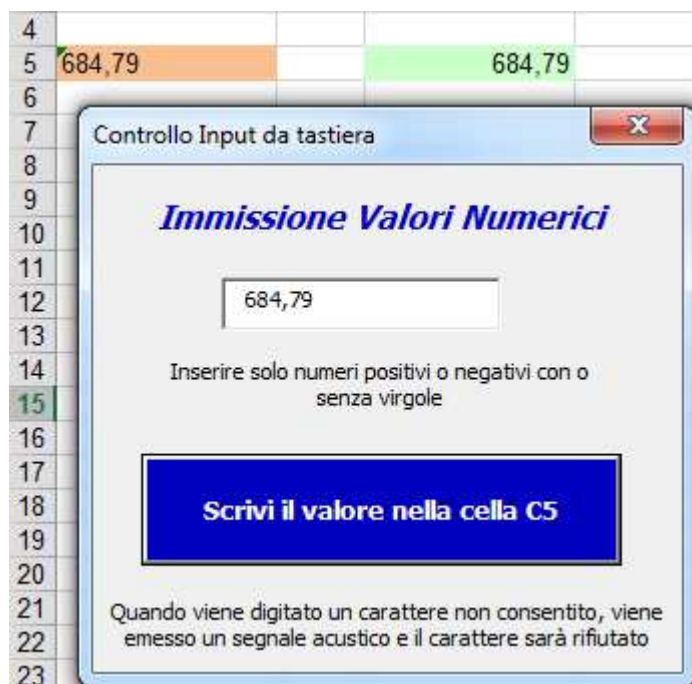 4
5 684,79 684,79
6
7
Controllo Input da tastiera
8
9
Immissione Valori Numerici
10
11
12
684,79
13
14
Inserire solo numeri positivi o negativi con o
15
senza virgole
16
17
18
Scrivi il valore nella cella C5
19
20
21
Quando viene digitato un carattere non consentito, viene
22
emesso un segnale acustico e il carattere sarà rifiutato
23